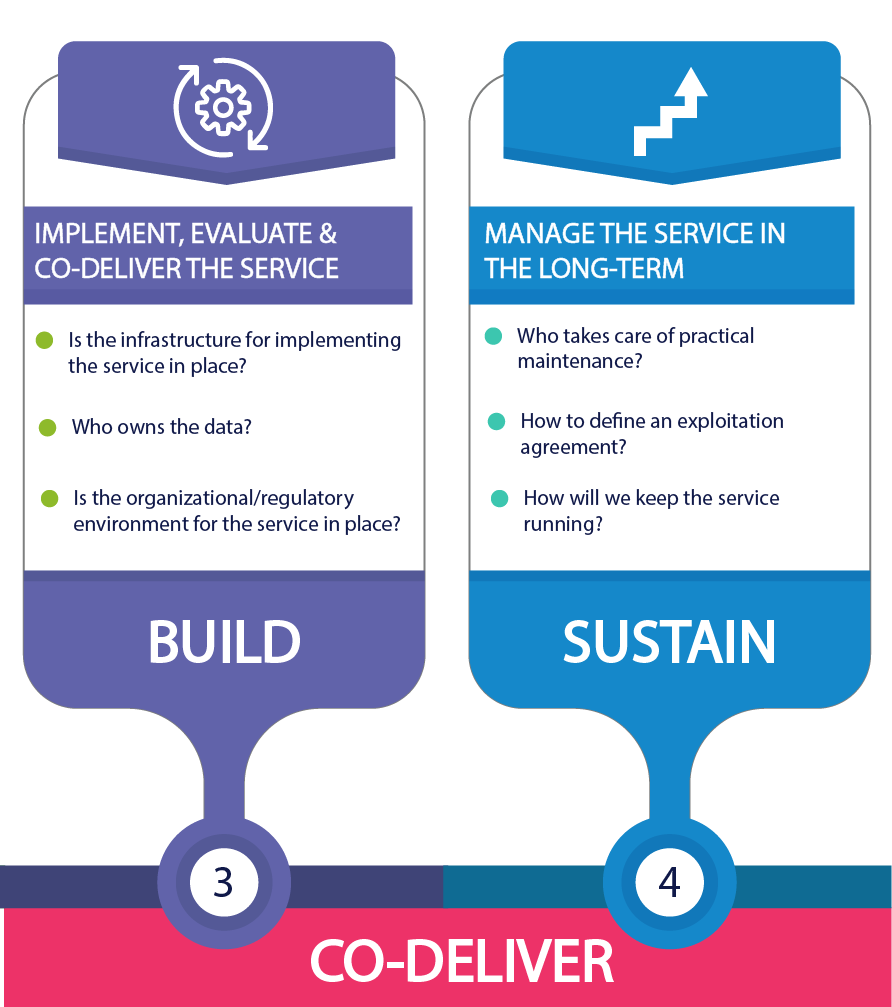 IMPLEMENT, EVALUATE &
CO-DELIVER THE SERVICE
Is the infrastructure for implementing
the service in place?
Who owns the data?
Is the organizational/regulatory
environment for the service in place?
BUILD
3
MANAGE THE SERVICE IN
THE LONG-TERM
Who takes care of practical
maintenance?
How to define an exploitation
agreement?
How will we keep the service
running?
SUSTAIN
4
CO-DELIVER